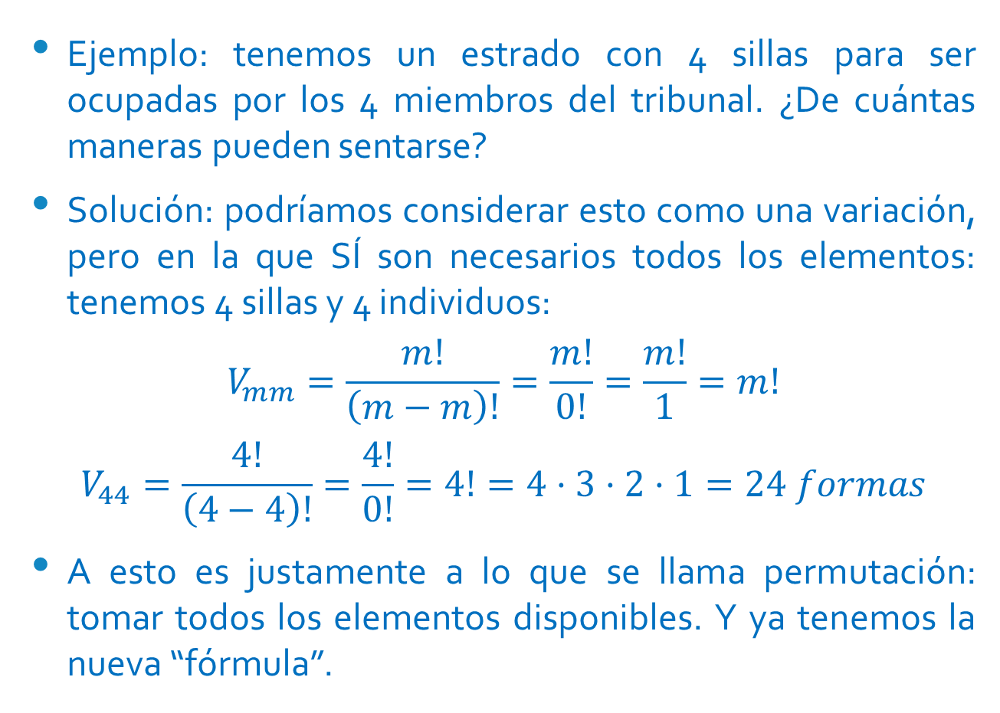 • Ejemplo: tenemos un estrado con 4 sillas para ser
ocupadas por los 4 miembros del tribunal. ¿De cuántas
maneras pueden sentarse?
• Solución: podríamos considerar esto como una variación,
pero en la que SÍ son necesarios todos los elementos:
tenemos 4 sillas y 4 individuos:
$V_{mm} = \frac{m!}{(m-m)!} = \frac{m!}{0!} = \frac{m!}{1} = m!$
$V_{44} = \frac{4!}{(4-4)!} = \frac{4!}{0!} = 4! = 4 \cdot 3 \cdot 2 \cdot 1 = 24 \; formas$
• A esto es justamente a lo que se llama permutación:
tomar todos los elementos disponibles. Y ya tenemos la
nueva “fórmula”.